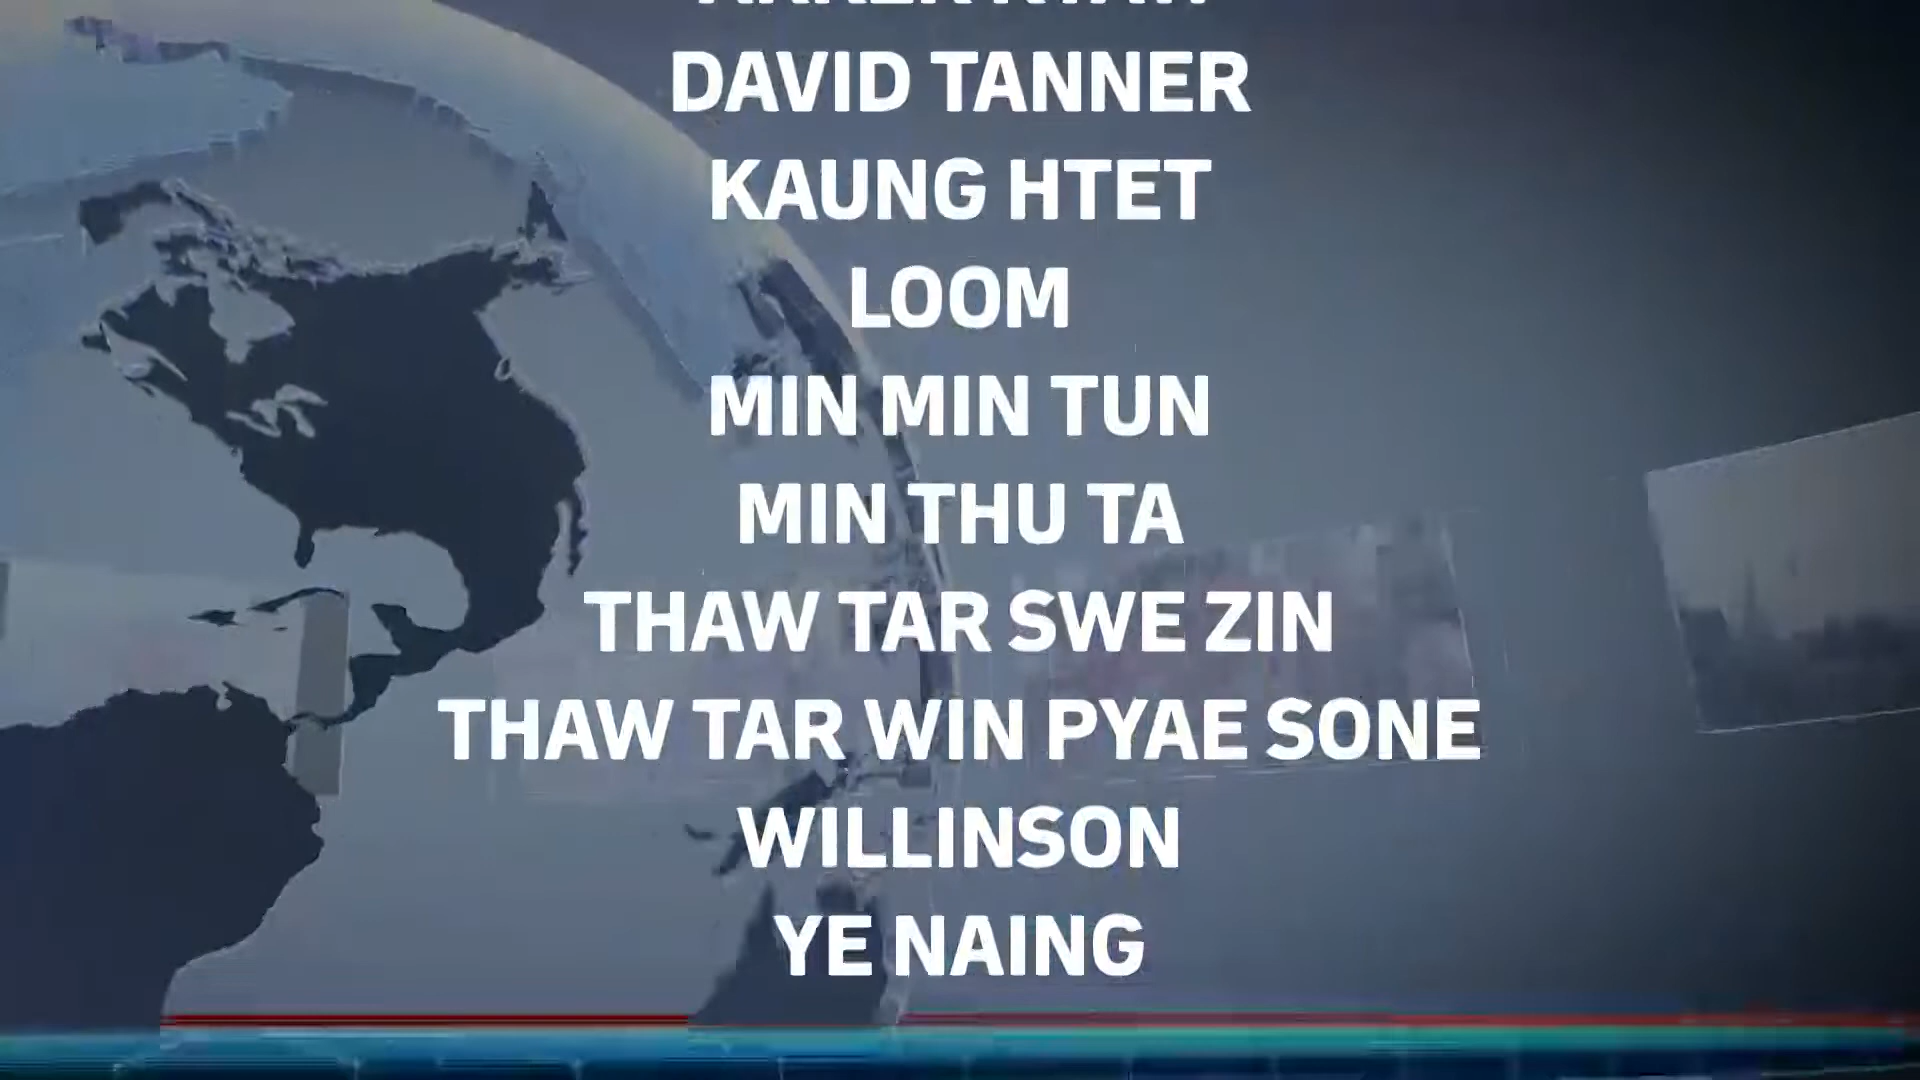 DAVID TANNER
KAUNG HTET
LOOM
MIN MIN TUN
MIN THU TA
THAW TAR SWE ZIN
THAW TAR WIN PYAE SONE
WILLINSON
YE NAING